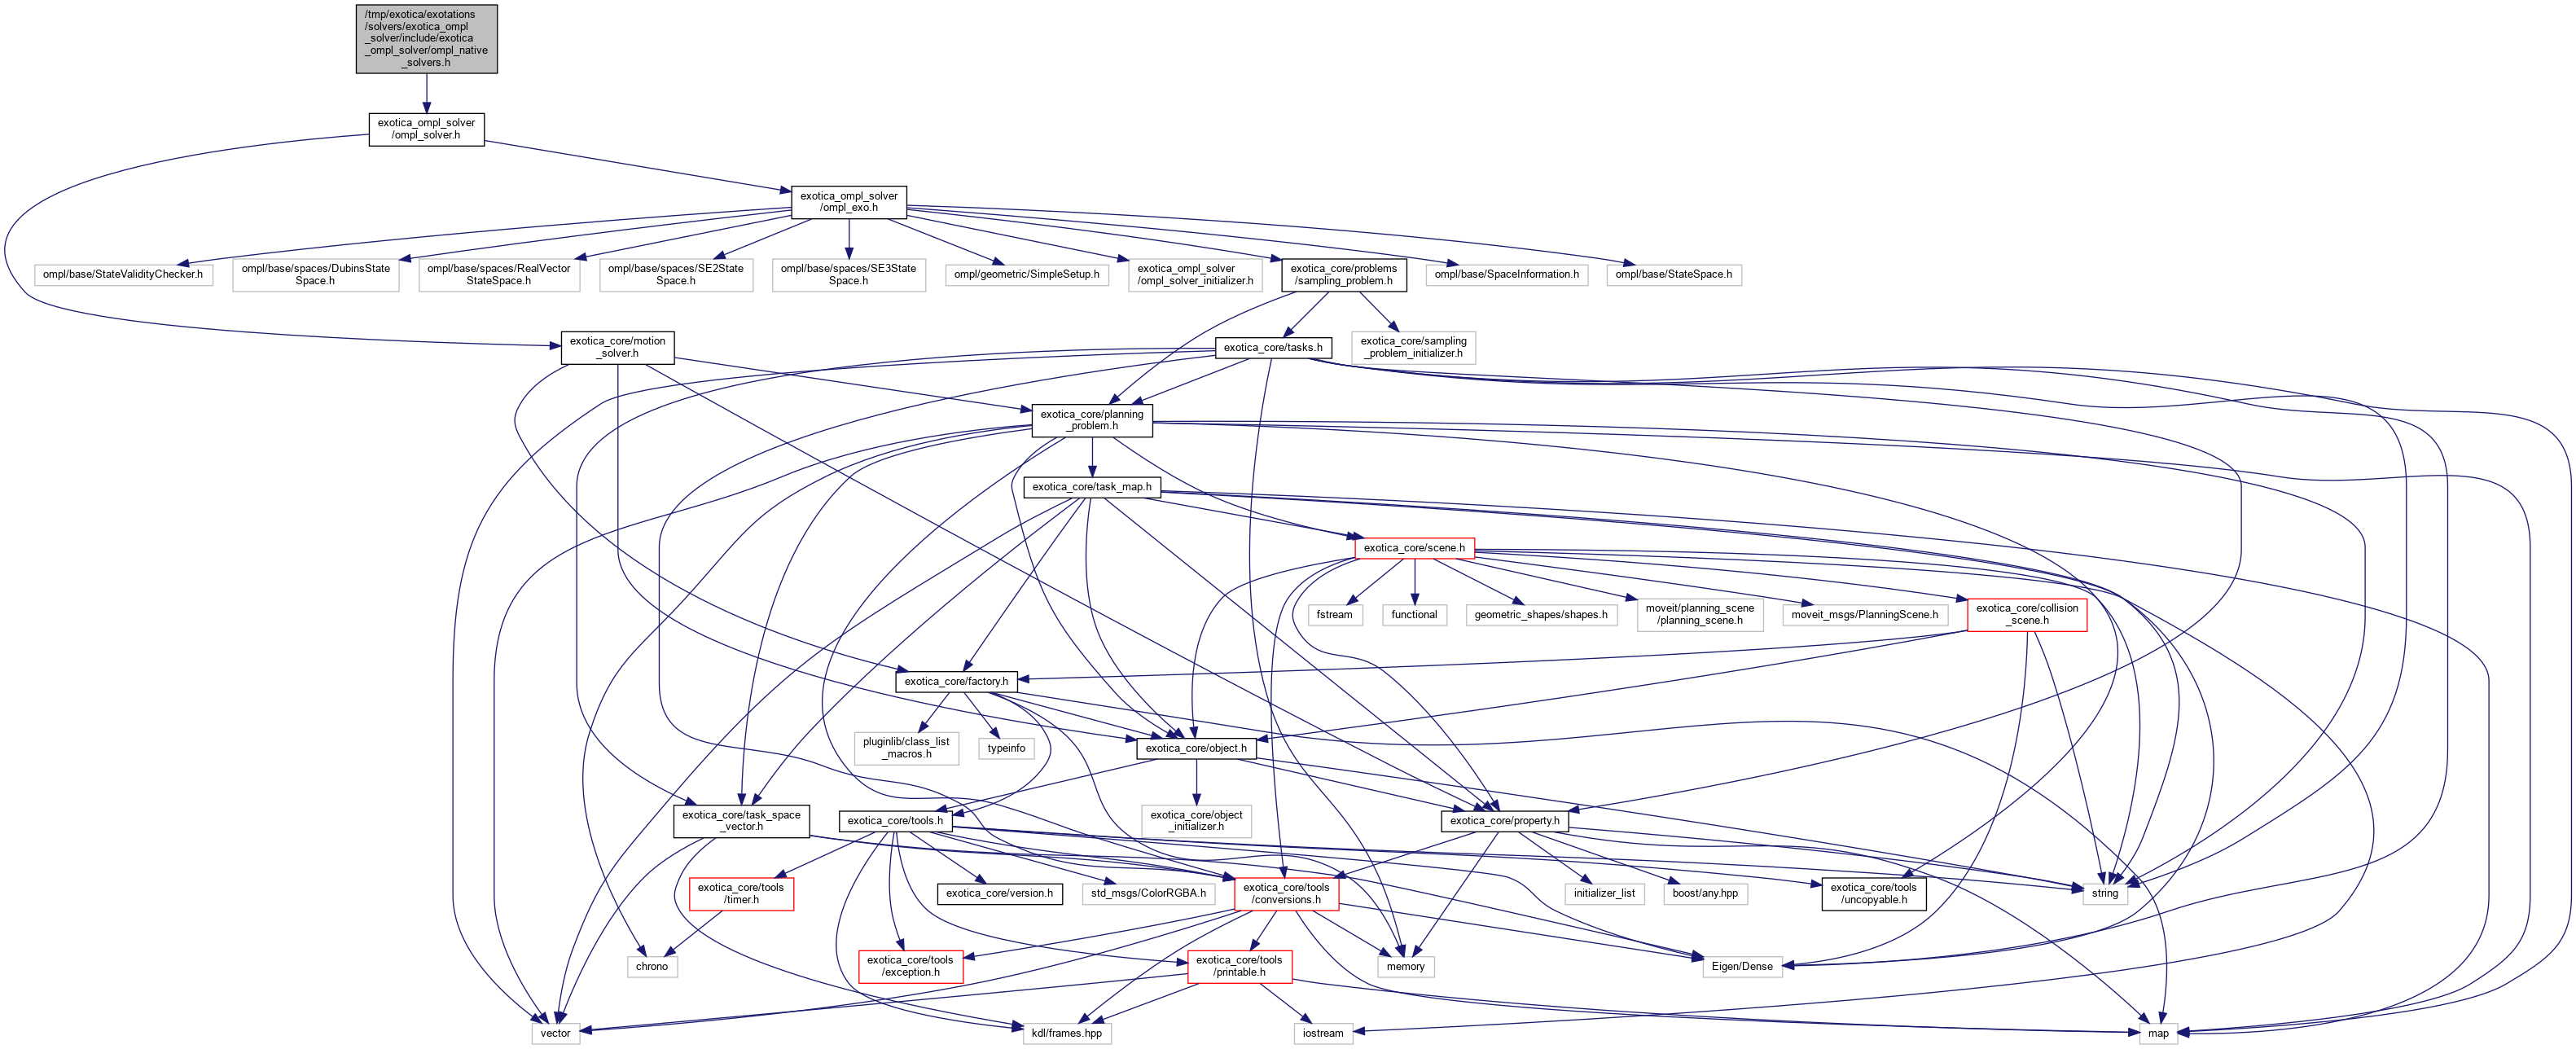 /tmp/exotica/exotations
/solvers/exotica_ompl
_solver/include/exotica
_ompl_solver/ompl_native
_solvers.h
exotica_ompl_solver
/ompl_solver.h
exotica_ompl_solver
/ompl_exo.h
ompl/base/StateValidityChecker.h
ompl/base/spaces/DubinsState
Space.h
ompl/base/spaces/RealVector
StateSpace.h
ompl/base/spaces/SE2State
Space.h
ompl/base/spaces/SE3State
Space.h
ompl/geometric/SimpleSetup.h
exotica_ompl_solver
/ompl_solver_initializer.h
exotica_core/problems
/sampling_problem.h
ompl/base/SpaceInformation.h
ompl/base/StateSpace.h
exotica_core/motion
_solver.h
exotica_core/tasks.h
exotica_core/sampling
_problem_initializer.h
exotica_core/planning
_problem.h
exotica_core/task_map.h
exotica_core/scene.h
fstream
functional
geometric_shapes/shapes.h
moveit/planning_scene
/planning_scene.h
moveit_msgs/PlanningScene.h
exotica_core/collision
_scene.h
exotica_core/factory.h
pluginlib/class_list
_macros.h
typeinfo
exotica_core/object.h
exotica_core/task_space
_vector.h
exotica_core/tools.h
exotica_core/object
_initializer.h
exotica_core/property.h
exotica_core/tools
/timer.h
exotica_core/version.h
std_msgs/ColorRGBA.h
exotica_core/tools
/conversions.h
initializer_list
boost/any.hpp
exotica_core/tools
/uncopyable.h
string
chrono
exotica_core/tools
/exception.h
exotica_core/tools
/printable.h
memory
Eigen/Dense
vector
kdl/frames.hpp
iostream
map